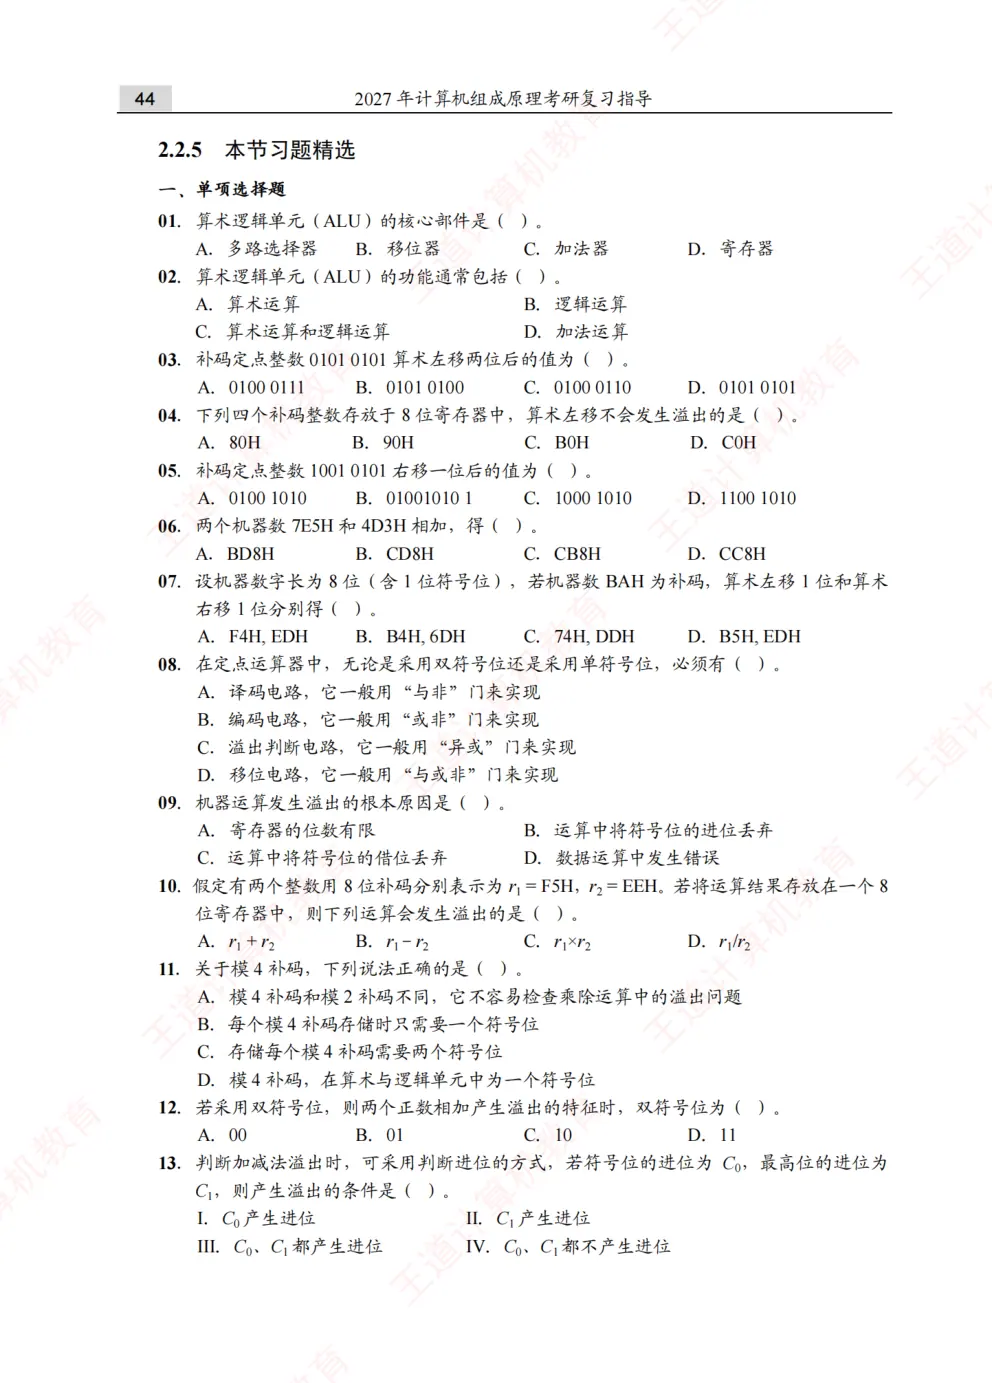 44
2027 年计算机组成原理考研复习指导
2.2.5 本节习题精选
一、单项选择题
01. 算术逻辑单元（ALU）的核心部件是（ ）。
A. 多路选择器 B. 移位器 C. 加法器 D. 寄存器
02. 算术逻辑单元（ALU）的功能通常包括（ ）。
A. 算术运算 B. 逻辑运算
C. 算术运算和逻辑运算 D. 加法运算
03. 补码定点整数 0101 0101 算术左移两位后的值为（ ）。
A. 0100 0111 B. 0101 0100 C. 0100 0110 D. 0101 0101
04. 下列四个补码整数存放于 8 位寄存器中，算术左移不会发生溢出的是（ ）。
A. 80H B. 90H C. B0H D. C0H
05. 补码定点整数 1001 0101 右移一位后的值为（ ）。
A. 0100 1010 B. 01001010 1 C. 1000 1010 D. 1100 1010
06. 两个机器数 7E5H 和 4D3H 相加，得（ ）。
A. BD8H B. CD8H C. CB8H D. CC8H
07. 设机器数字长为 8 位（含 1 位符号位），若机器数 BAH 为补码，算术左移 1 位和算术
右移 1 位分别得（ ）。
A. F4H, EDH B. B4H, 6DH C. 74H, DDH D. B5H, EDH
08. 在定点运算器中，无论是采用双符号位还是采用单符号位，必须有（ ）。
A. 译码电路，它一般用“与非”门来实现
B. 编码电路，它一般用“或非”门来实现
C. 溢出判断电路，它一般用“异或”门来实现
D. 移位电路，它一般用“与或非”门来实现
09. 机器运算发生溢出的根本原因是（ ）。
A. 寄存器的位数有限 B. 运算中将符号位的进位丢弃
C. 运算中将符号位的借位丢弃 D. 数据运算中发生错误
10. 假定有两个整数用 8 位补码分别表示为 r₁ = F5H，r₂ = EEH。若将运算结果存放在一个 8
位寄存器中，则下列运算会发生溢出的是（ ）。
A. r₁ + r₂ B. r₁ − r₂ C. r₁×r₂ D. r₁/r₂
11. 关于模 4 补码，下列说法正确的是（ ）。
A. 模 4 补码和模 2 补码不同，它不容易检查乘除运算中的溢出问题
B. 每个模 4 补码存储时只需要一个符号位
C. 存储每个模 4 补码需要两个符号位
D. 模 4 补码，在算术与逻辑单元中为一个符号位
12. 若采用双符号位，则两个正数相加产生溢出的特征时，双符号位为（ ）。
A. 00 B. 01 C. 10 D. 11
13. 判断加减法溢出时，可采用判断进位的方式，若符号位的进位为 C₀，最高位的进位为
C₁，则产生溢出的条件是（ ）。
I. C₀ 产生进位 II. C₁ 产生进位
III. C₀、C₁ 都产生进位 IV. C₀、C₁ 都不产生进位
王道计算机教育